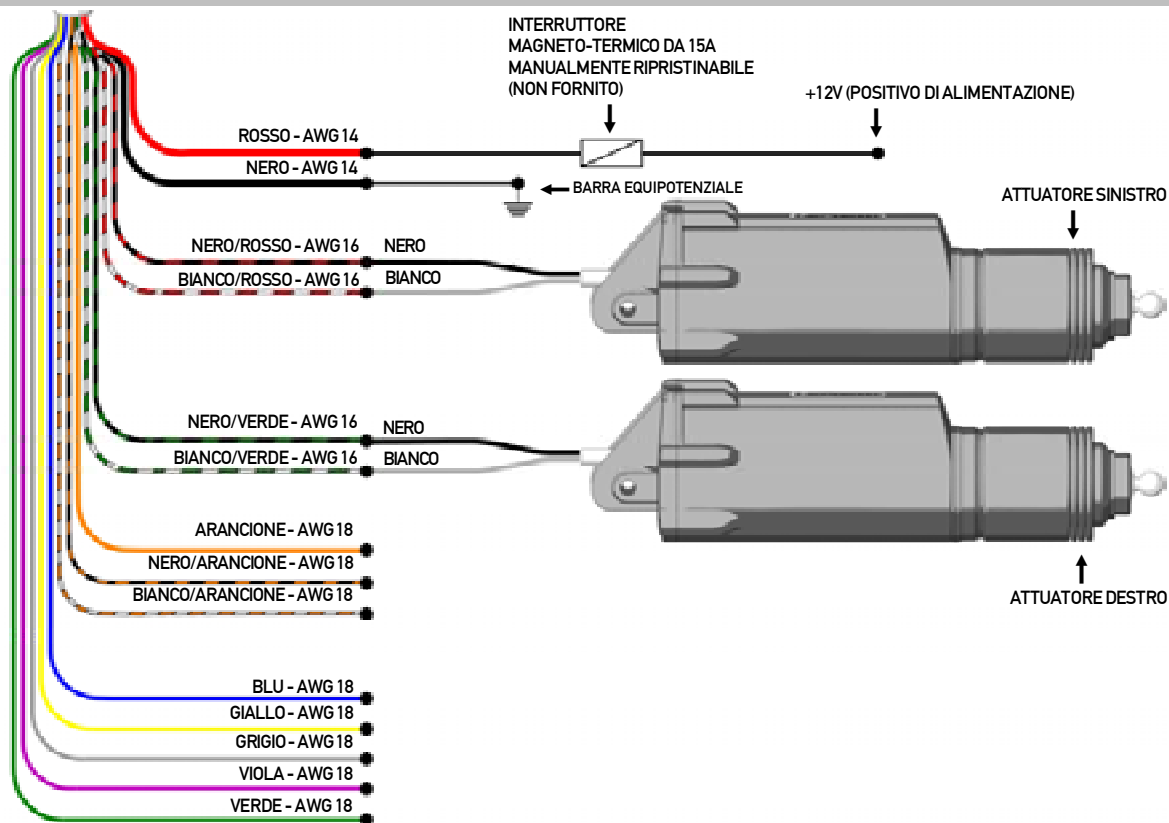 INTERRUTTORE
MAGNETO-TERMICO DA 15A
MANUALMENTE RIPRISTINABILE
(NON FORNITO)
+12V (POSITIVO DI ALIMENTAZIONE)
ROSSO - AWG 14
NERO - AWG 14
BARRA EQUIPOTENZIALE
ATTUATORE SINISTRO
NERO/ROSSO - AWG 16
NERO
BIANCO/ROSSO - AWG 16
BIANCO
NERO/VERDE - AWG 16
NERO
BIANCO/VERDE - AWG 16
BIANCO
ARANCIONE - AWG 18
NERO/ARANCIONE - AWG 18
BIANCO/ARANCIONE - AWG 18
ATTUATORE DESTRO
BLU - AWG 18
GIALLO - AWG 18
GRIGIO - AWG 18
VIOLA - AWG 18
VERDE - AWG 18